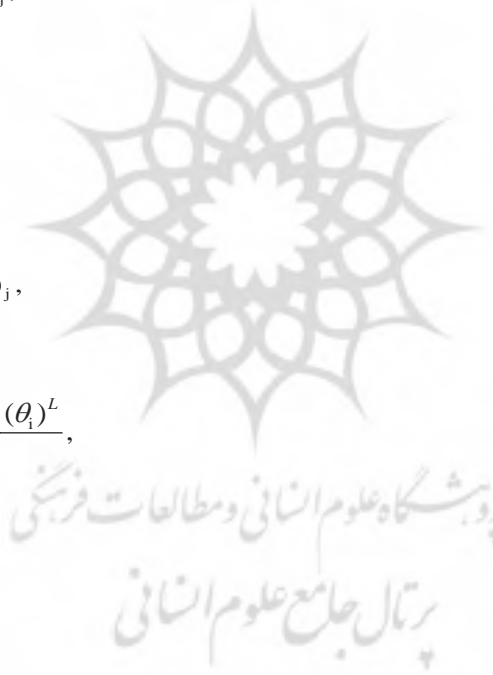 j,
)j,
(θi)^L,
پژوهشگاه علوم انسانی و مطالعات فرهنگی
پرتال جامع علوم انسانی